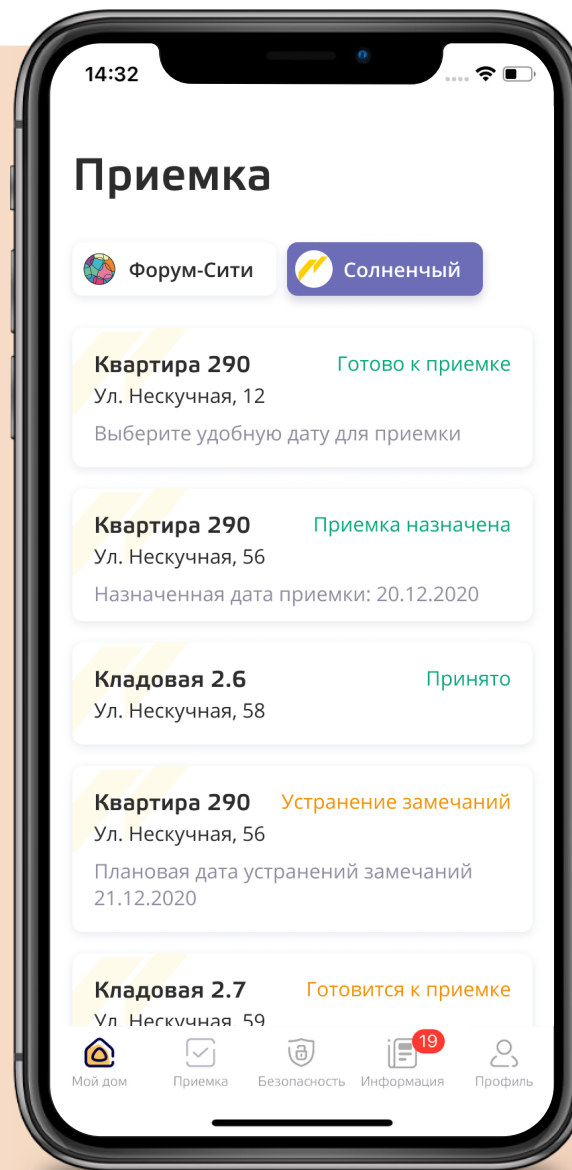 14:32
Приемка
Форум-Сити
Солненчый
Квартира 290
Готово к приемке
Ул. Нескучная, 12
Выберите удобную дату для приемки
Квартира 290
Приемка назначена
Ул. Нескучная, 56
Назначенная дата приемки: 20.12.2020
Кладовая 2.6
Принято
Ул. Нескучная, 58
Квартира 290
Устранение замечаний
Ул. Нескучная, 56
Плановая дата устранений замечаний
21.12.2020
Кладовая 2.7
Готовится к приемке
Ул. Нескучная, 59
19
Мой дом
Приемка
Безопасность
Информация
Профиль